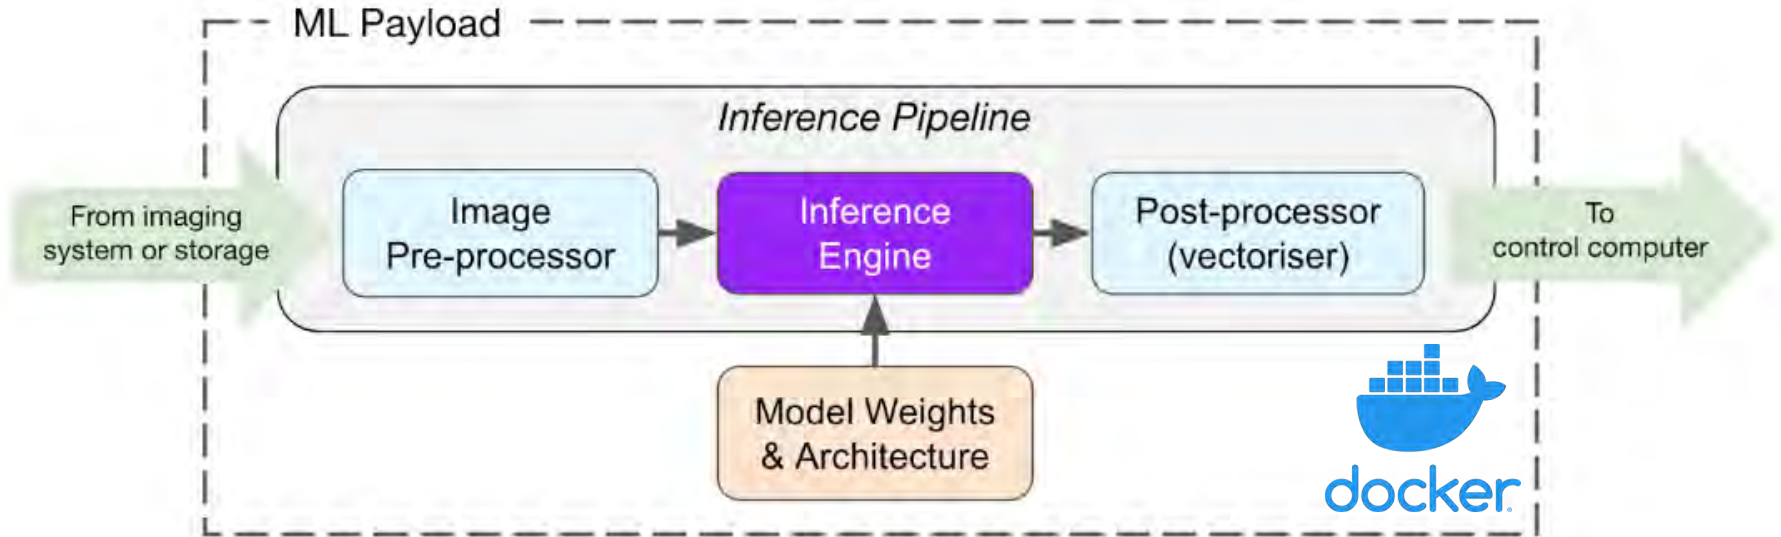 ML Payload
Inference Pipeline
From imaging
system or storage
Image
Pre-processor
Inference
Engine
Post-processor
(vectoriser)
To
control computer
Model Weights
& Architecture
docker